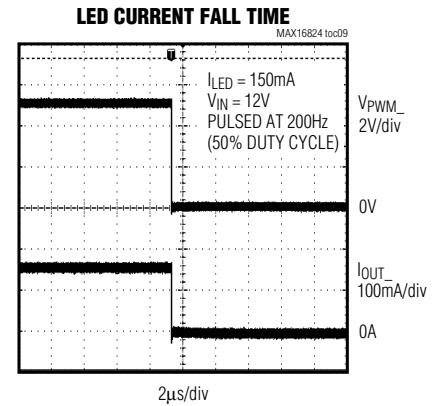 LED CURRENT FALL TIME
MAX16824 toc09
T
ILED = 150mA
VIN = 12V
PULSED AT 200Hz
(50% DUTY CYCLE)
VPWM_
2V/div
0V
IOUT_
100mA/div
0A
2µs/div